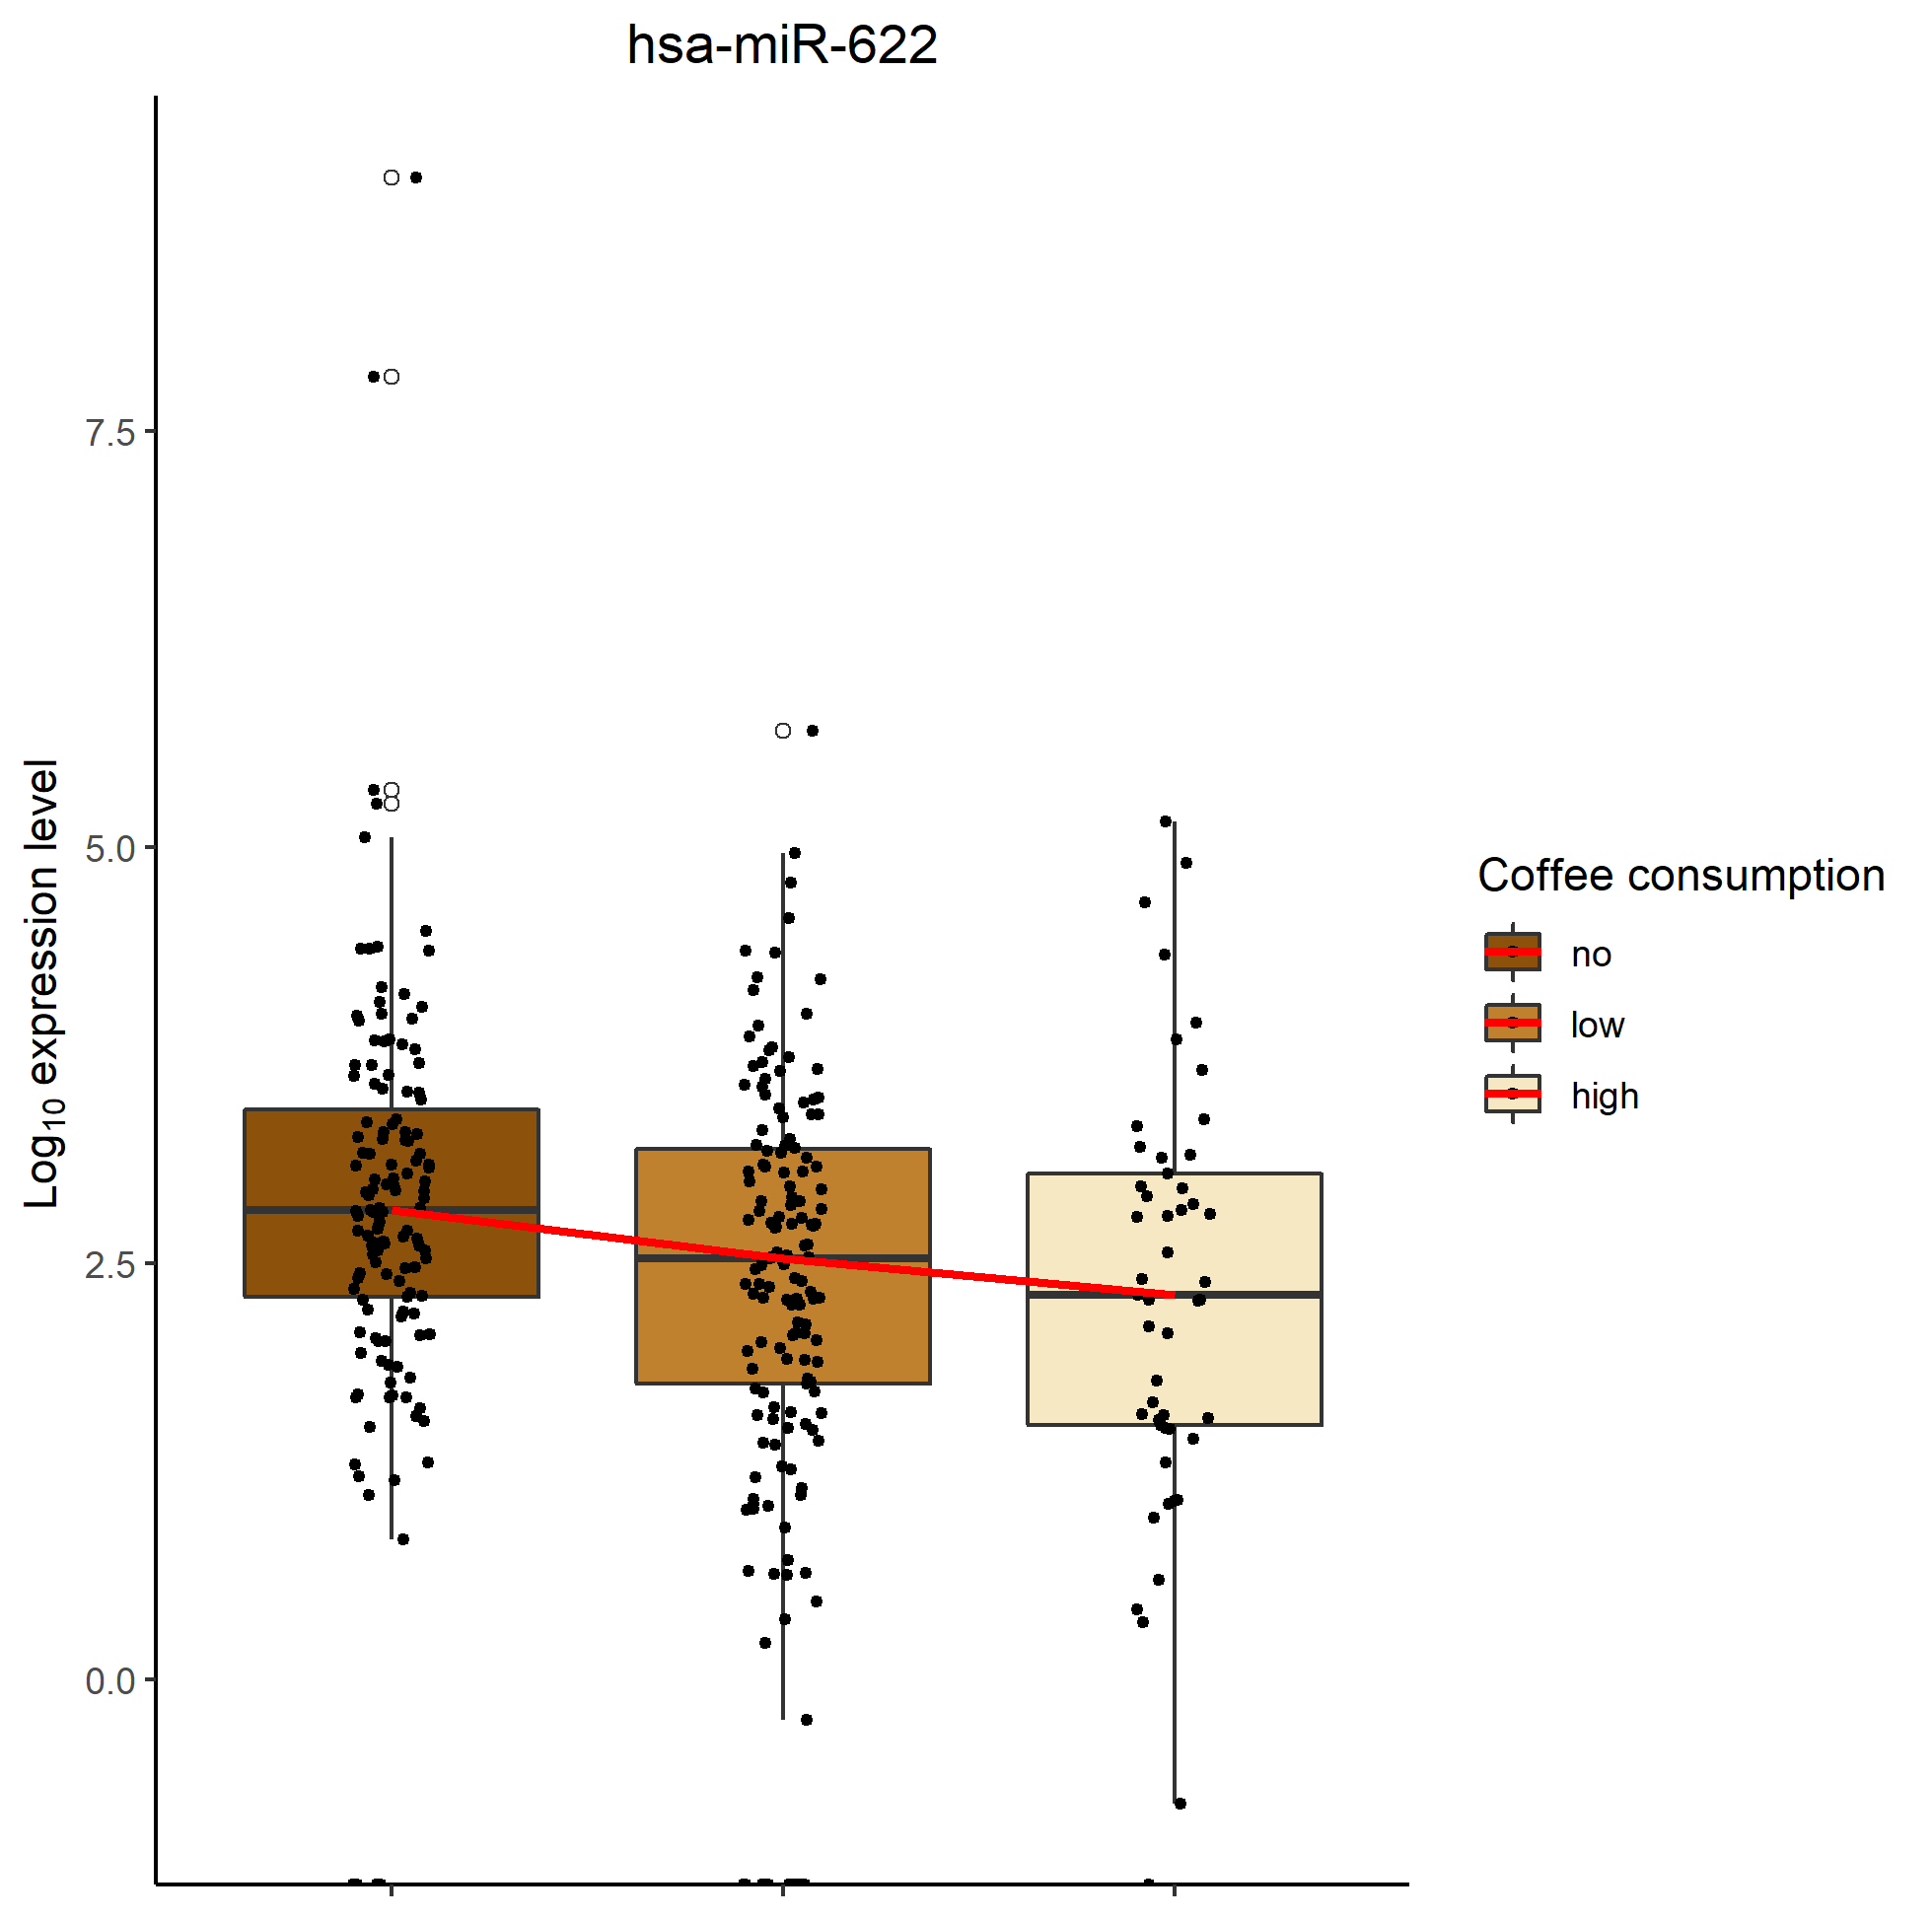 hsa-miR-622
Log₁₀ expression level
7.5
5.0
2.5
0.0
Coffee consumption
no
low
high